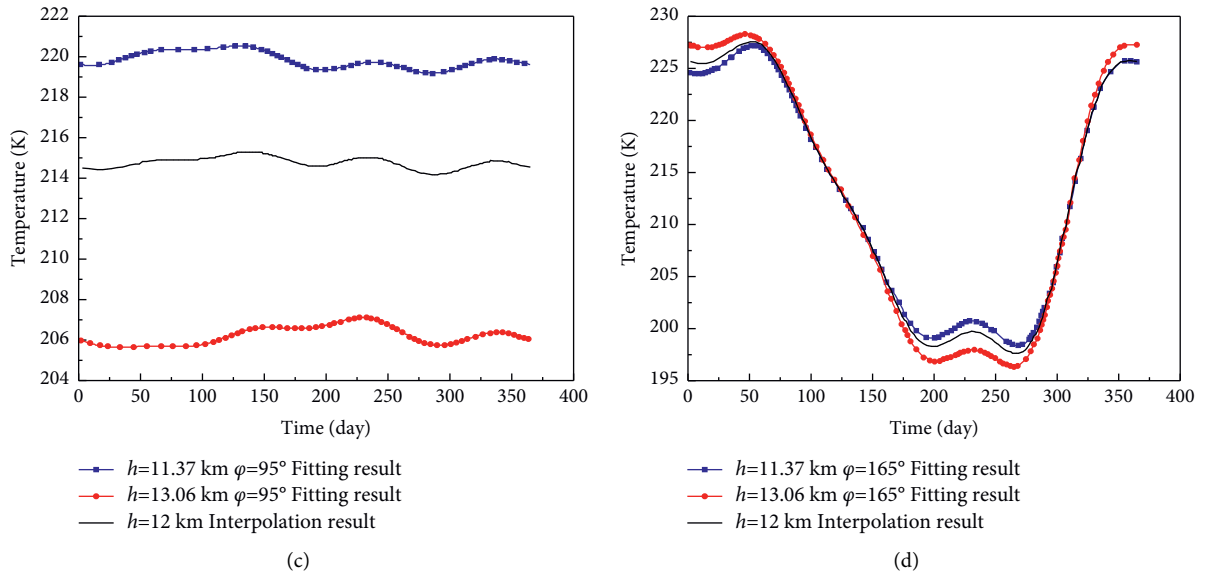 222
220
218
216
214
212
210
208
206
204
Temperature (K)
0 50 100 150 200 250 300 350 400
Time (day)
h=11.37 km φ=95° Fitting result
h=13.06 km φ=95° Fitting result
h=12 km Interpolation result
(c)
230
225
220
215
210
205
200
195
Temperature (K)
0 50 100 150 200 250 300 350 400
Time (day)
h=11.37 km φ=165° Fitting result
h=13.06 km φ=165° Fitting result
h=12 km Interpolation result
(d)